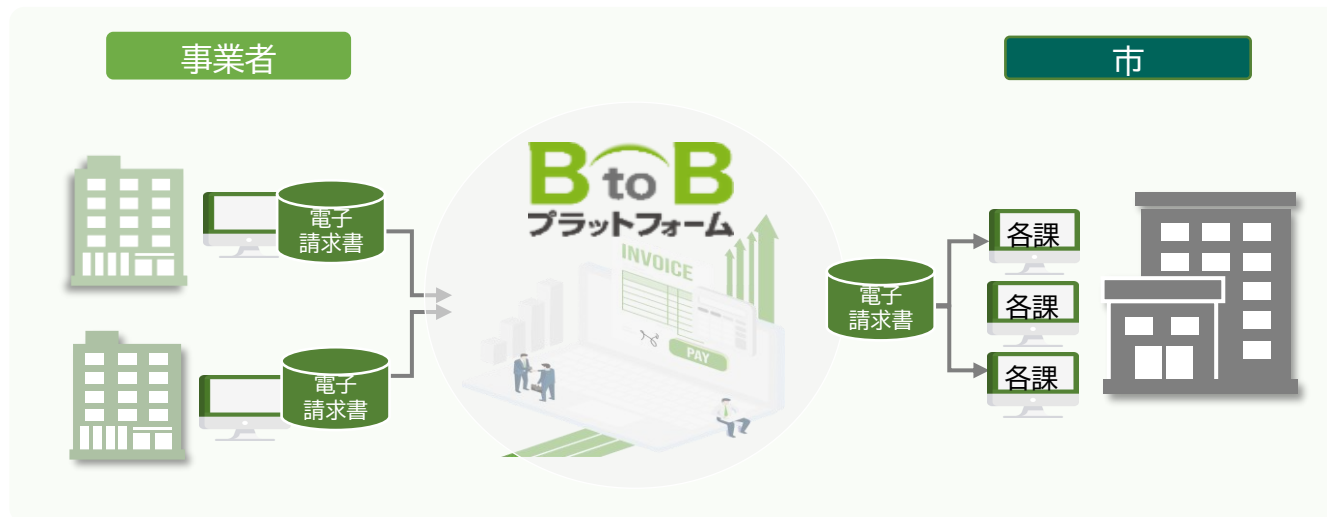 事業者
市
B to B
プラットフォーム
電子
請求書
INVOICE
PAY
電子
請求書
電子
請求書
各課
各課
各課